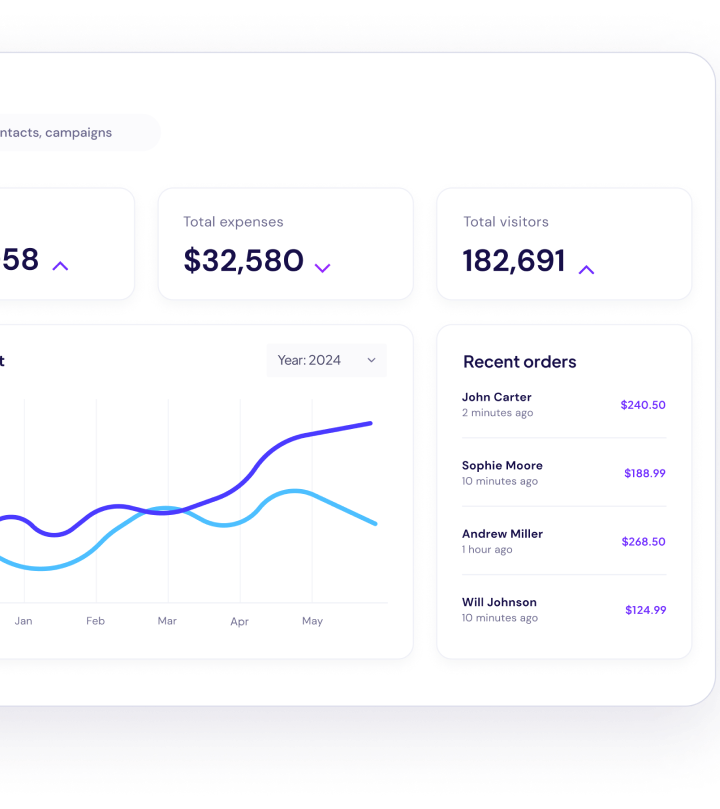 campaigns
Total expenses
Total visitors
58
$32,580
182,691
Year: 2024
Recent orders
John Carter
2 minutes ago
$240.50
Sophie Moore
10 minutes ago
$188.99
Andrew Miller
1 hour ago
$268.50
Will Johnson
10 minutes ago
$124.99
Jan
Feb
Mar
Apr
May